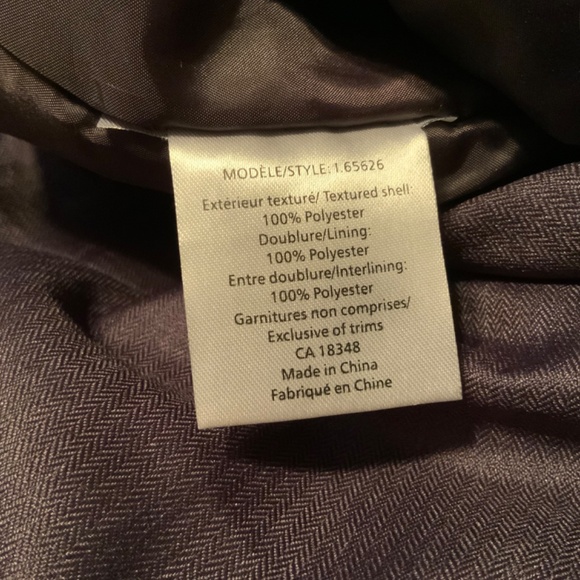 MODÈLE/STYLE: 1.65626
Extérieur texturé/ Textured shell:
100% Polyester
Doublure/Lining:
100% Polyester
Entre doublure/Interlining:
100% Polyester
Garnitures non comprises/
Exclusive of trims
CA 18348
Made in China
Fabriqué en Chine